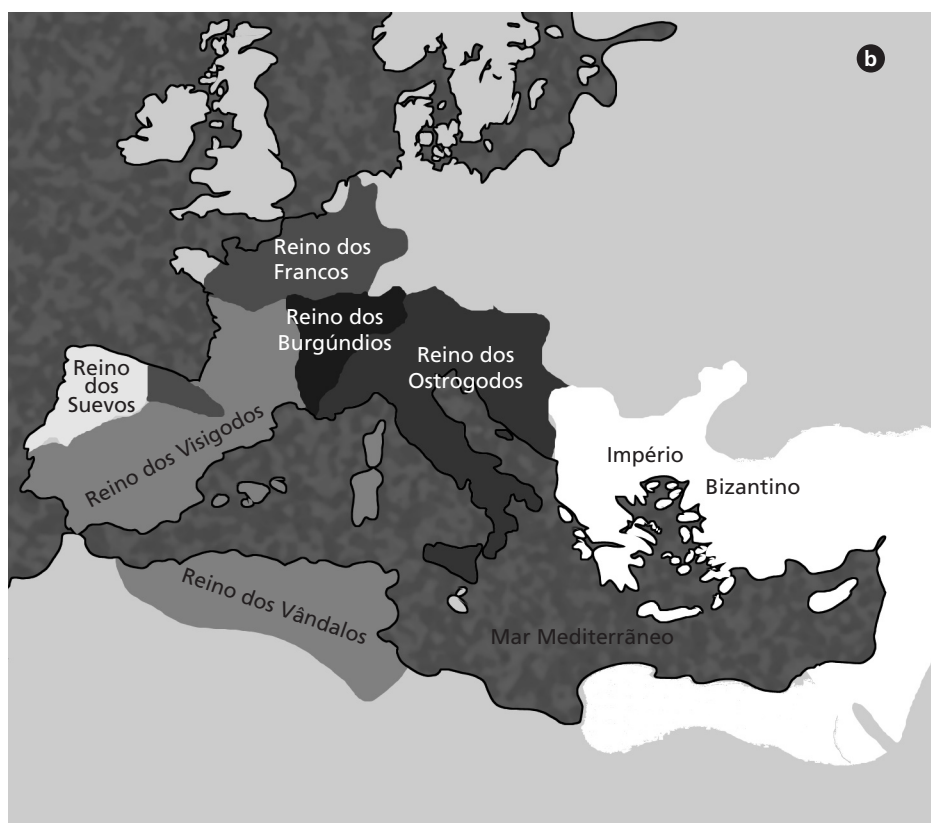 b
Reino dos
Francos
Reino dos
Burgúndios
Reino dos
Ostrogodos
Reino
dos
Suevos
Reino dos Visigodos
Império
Bizantino
Reino dos Vândalos
Mar Mediterrãneo